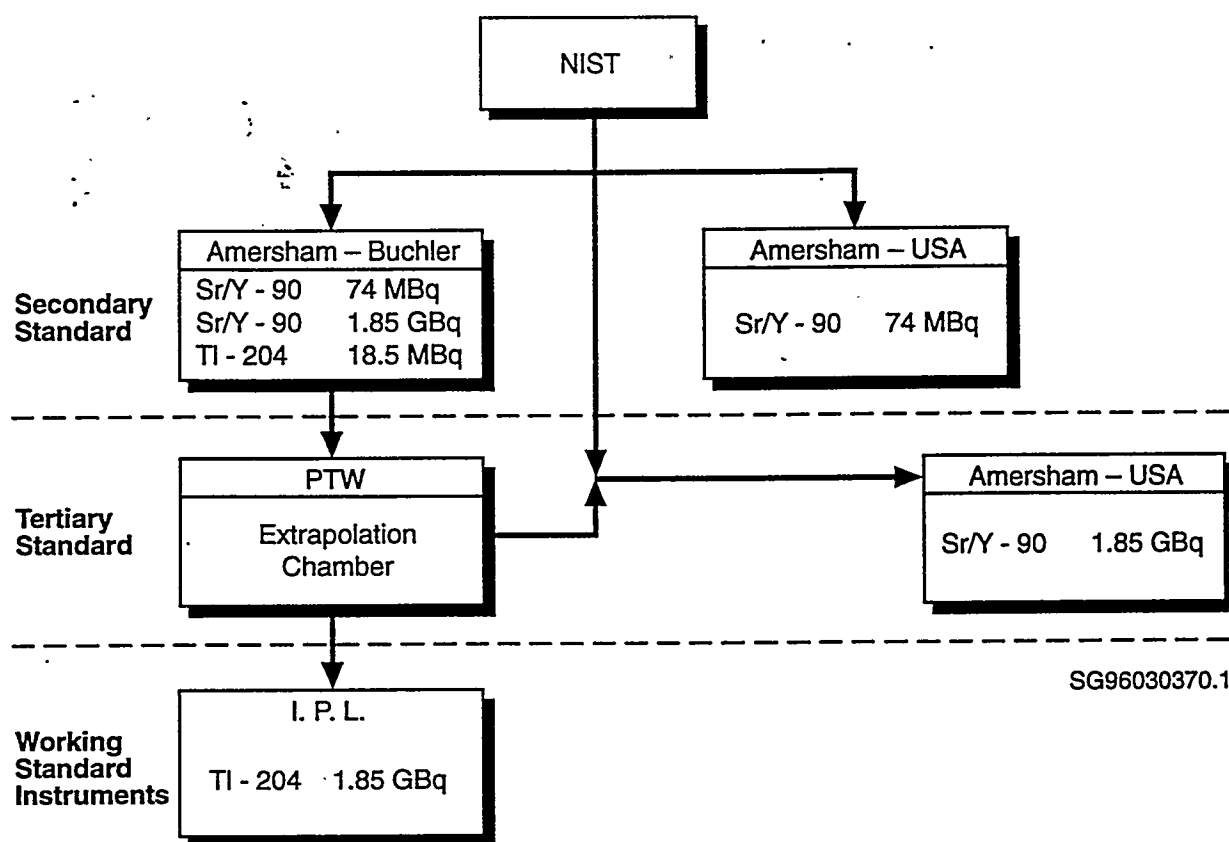 NIST
Amersham – Buchler
Sr/Y - 90 74 MBq
Sr/Y - 90 1.85 GBq
Tl - 204 18.5 MBq
Amersham – USA
Sr/Y - 90 74 MBq
Secondary
Standard
PTW
Extrapolation
Chamber
Amersham – USA
Sr/Y - 90 1.85 GBq
Tertiary
Standard
SG96030370.1
I. P. L.
Tl - 204 1.85 GBq
Working
Standard
Instruments